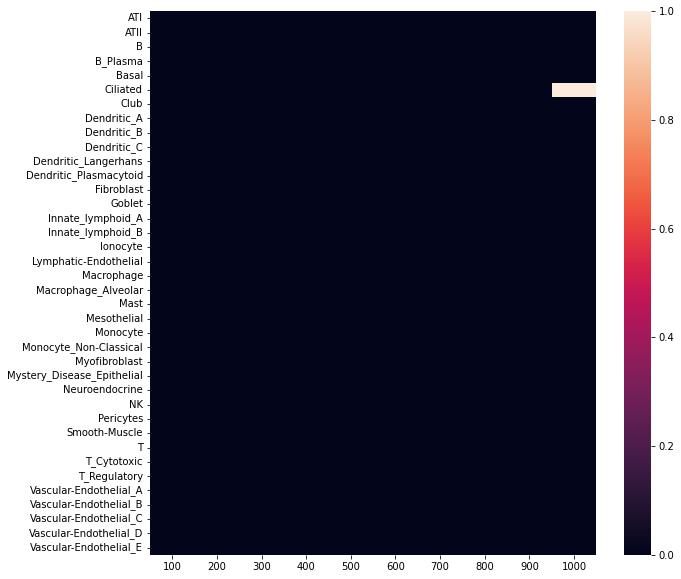 ATI
ATII
B
B_Plasma
Basal
Ciliated
Club
Dendritic_A
Dendritic_B
Dendritic_C
Dendritic_Langerhans
Dendritic_Plasmacytoid
Fibroblast
Goblet
Innate_lymphoid_A
Innate_lymphoid_B
Ionocyte
Lymphatic-Endothelial
Macrophage
Macrophage_Alveolar
Mast
Mesothelial
Monocyte
Monocyte_Non-Classical
Myofibroblast
Mystery_Disease_Epithelial
Neuroendocrine
NK
Pericytes
Smooth-Muscle
T
T_Cytotoxic
T_Regulatory
Vascular-Endothelial_A
Vascular-Endothelial_B
Vascular-Endothelial_C
Vascular-Endothelial_D
Vascular-Endothelial_E
100 200 300 400 500 600 700 800 900 1000
1.0
0.8
0.6
0.4
0.2
0.0